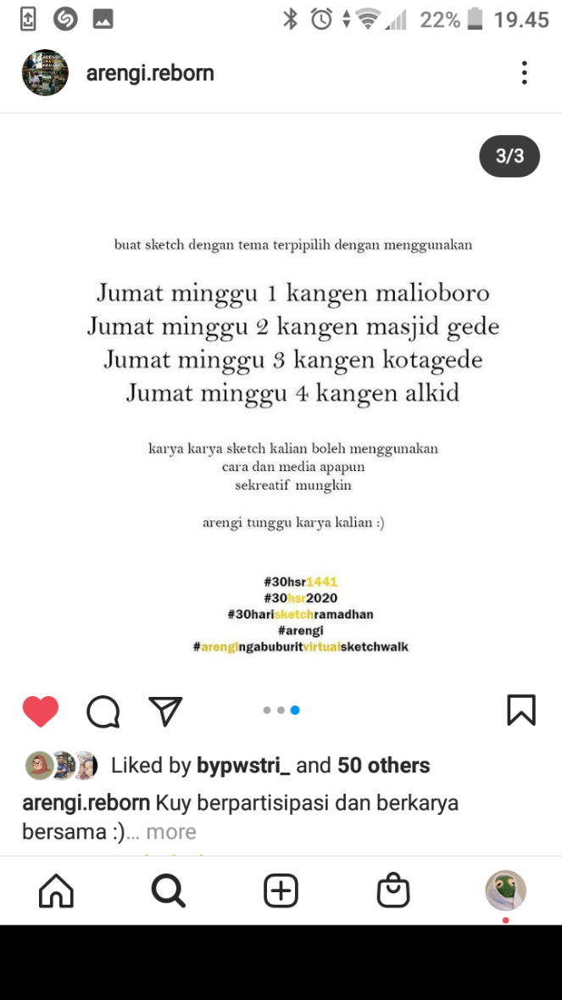 22% 19.45
arengi.reborn
3/3
buat sketch dengan tema terpipilih dengan menggunakan
Jumat minggu 1 kangen malioboro
Jumat minggu 2 kangen masjid gede
Jumat minggu 3 kangen kotagede
Jumat minggu 4 kangen alkid
karya karya sketch kalian boleh menggunakan
cara dan media apapun
sekreatif mungkin
arengi tunggu karya kalian :)
#30hsr1441
#30hsr2020
#30harisketchramadhan
#arengi
#arengingabuburitvirtualsketchwalk
Liked by bypwstri_ and 50 others
arengi.reborn Kuy berpartisipasi dan berkarya
bersama :)... more